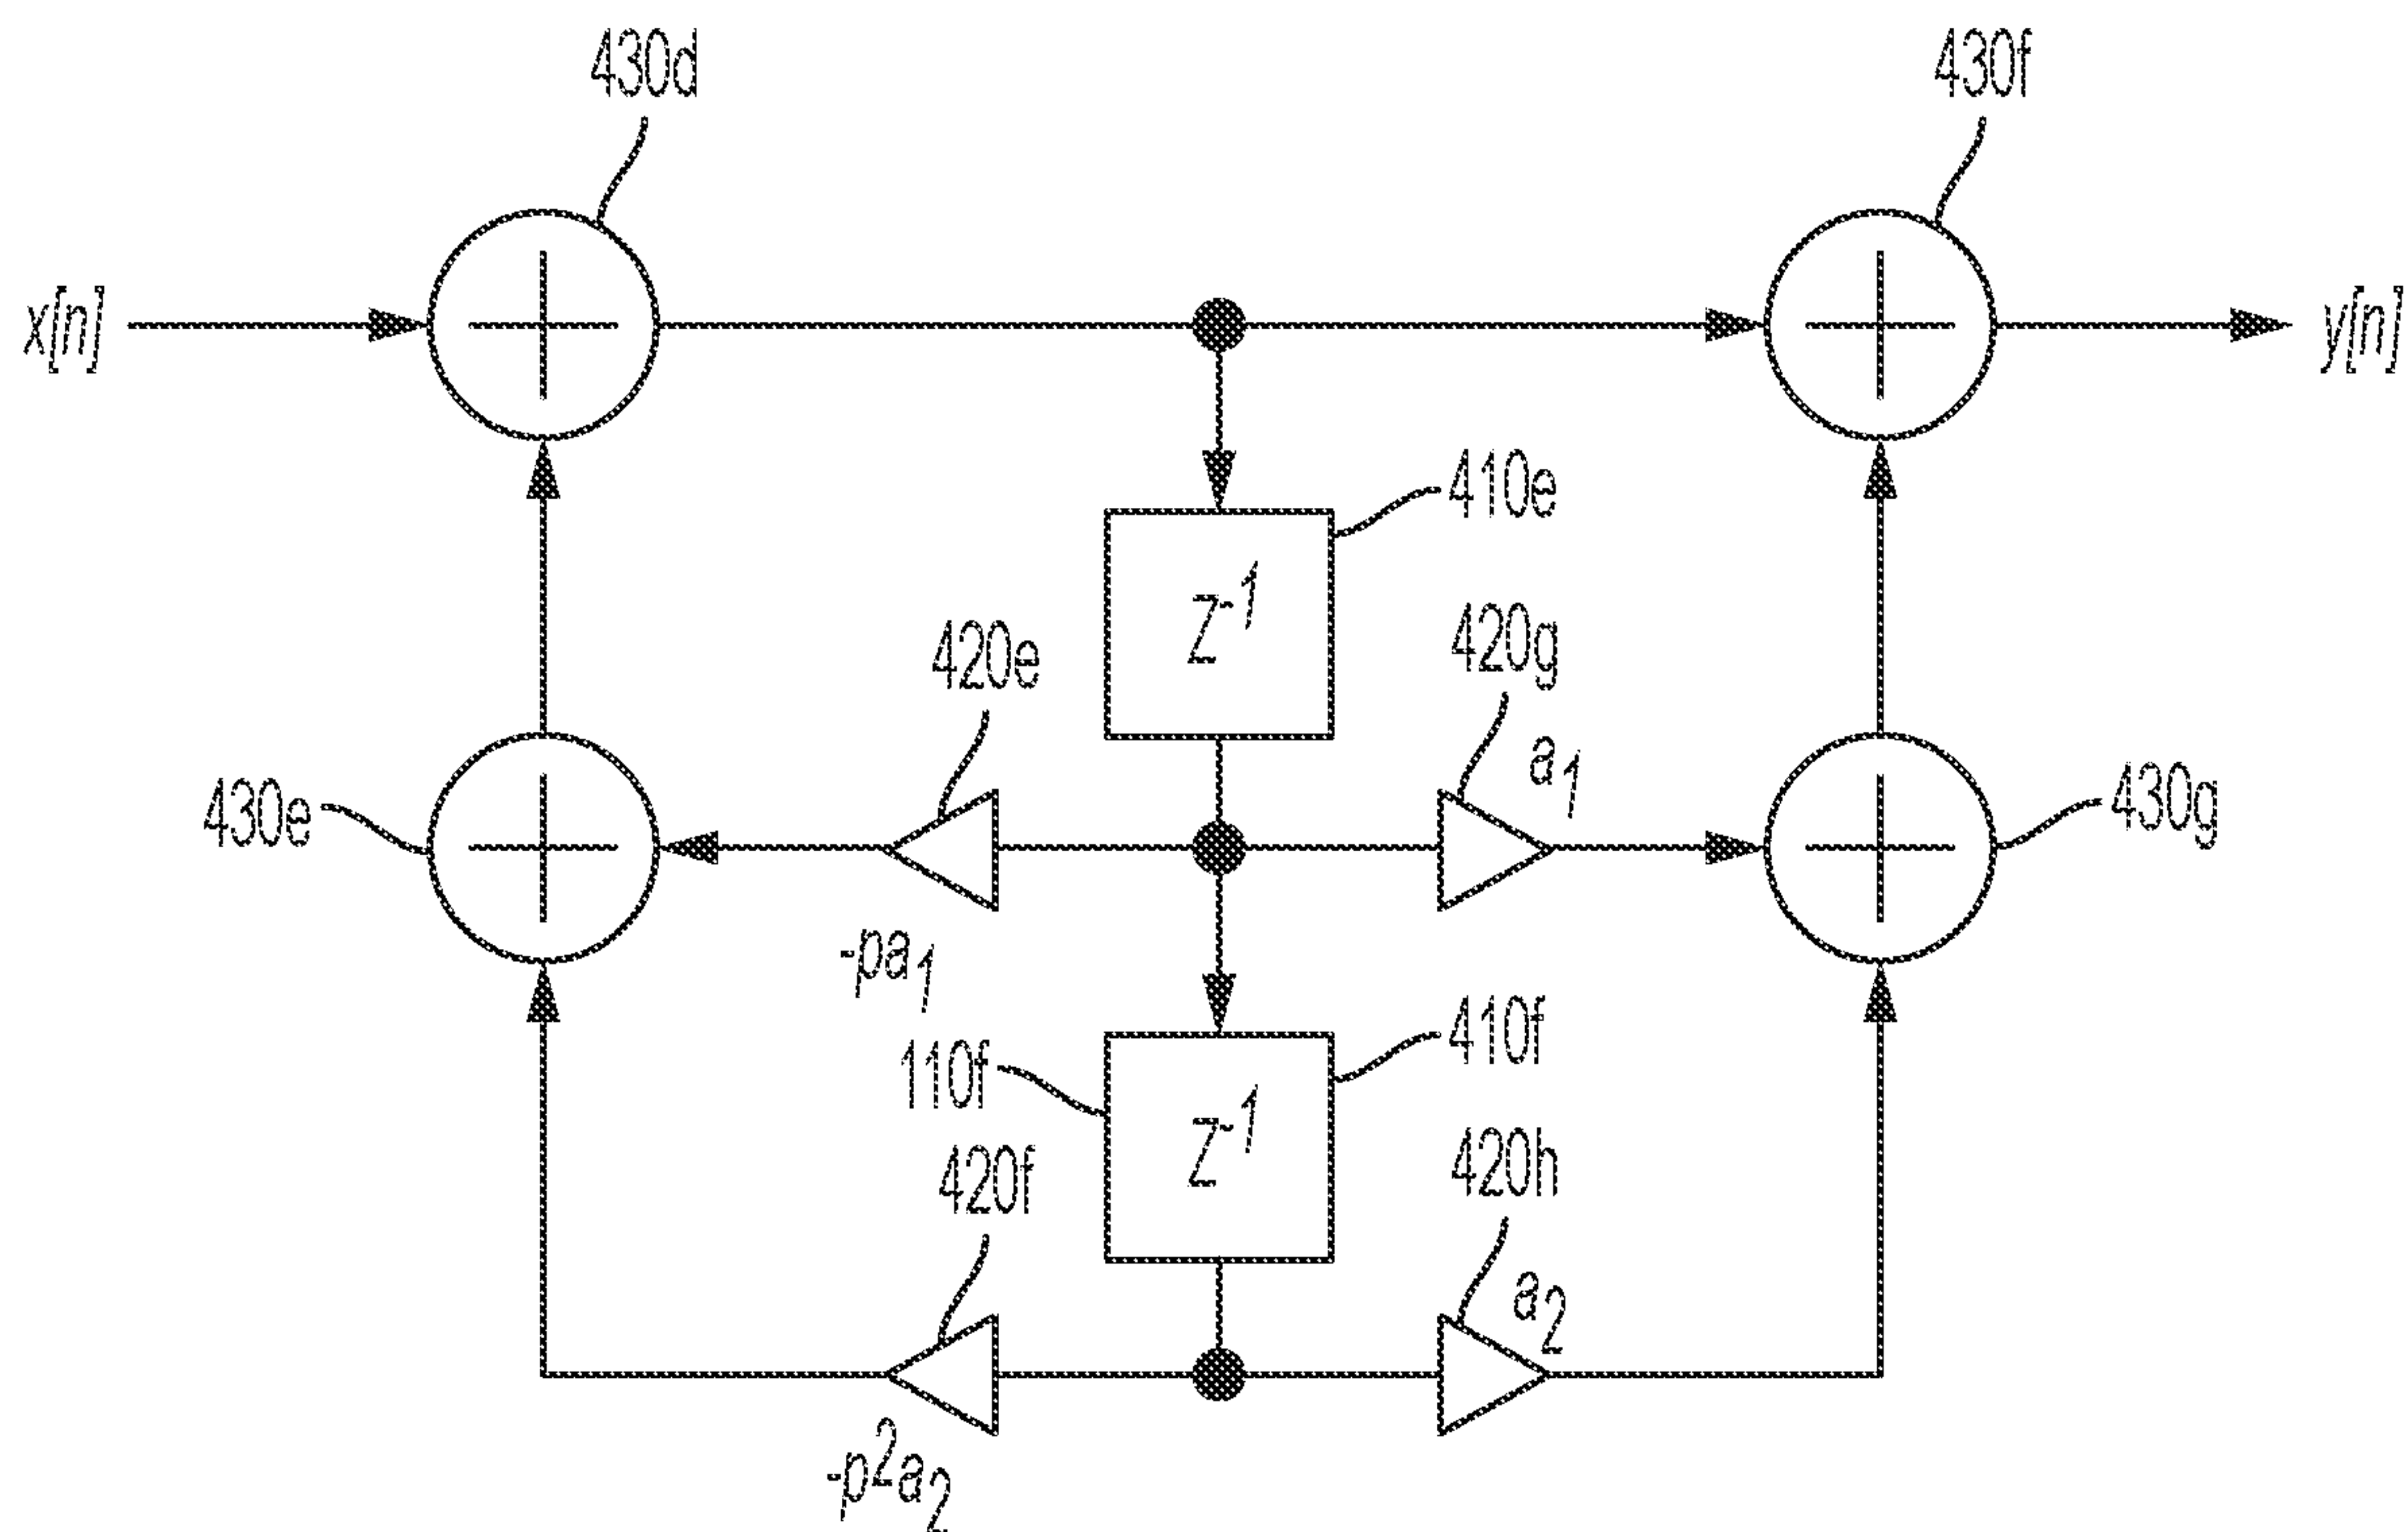 430d
430f
x[n]
y[n]
410e
z-1
420e
420g
a1
430e
430g
-pa1
110f
410f
z-1
420f
420h
a2
-p2a2